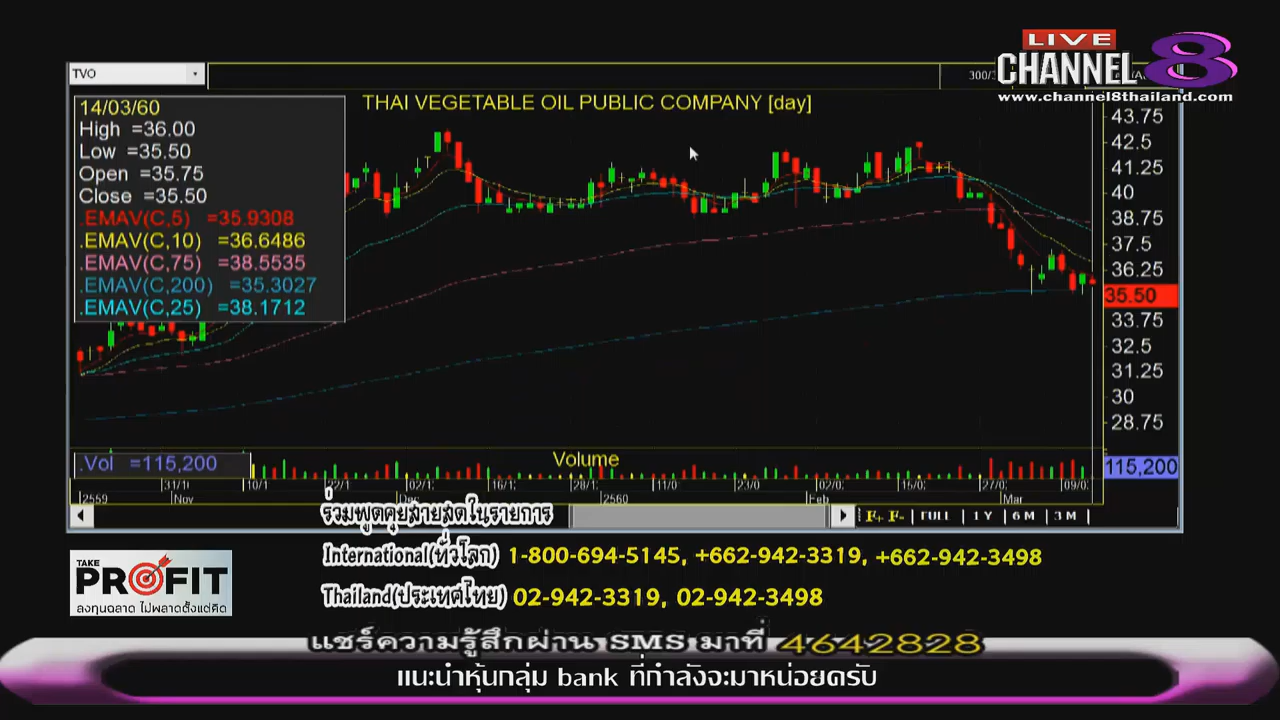 LIVE
CHANNEL 8
www.channel8thailand.com
TVO
THAI VEGETABLE OIL PUBLIC COMPANY [day]
14/03/60
High =36.00
Low =35.50
Open =35.75
Close =35.50
.EMAV(C,5) =35.9308
.EMAV(C,10) =36.6486
.EMAV(C,75) =38.5535
.EMAV(C,200) =35.3027
.EMAV(C,25) =38.1712
43.75
42.5
41.25
40
38.75
37.5
36.25
35.50
33.75
32.5
31.25
30
28.75
.Vol =115,200
Volume
115,200
2559
Nov
2560
Feb
Mar
F+ F- FULL 1 Y 6 M 3 M
ร่วมพูดคุยสายสดในรายการ
International(ทั่วโลก) 1-800-694-5145, +662-942-3319, +662-942-3498
Thailand(ประเทศไทย) 02-942-3319, 02-942-3498
TAKE
PROFIT
ลงทุนฉลาด ไม่พลาดตั้งแต่คิด
แชร์ความรู้สึกผ่าน SMS มาที่ 4642828
แนะนำหุ้นกลุ่ม bank ที่กำลังจะมาหน่อยครับ